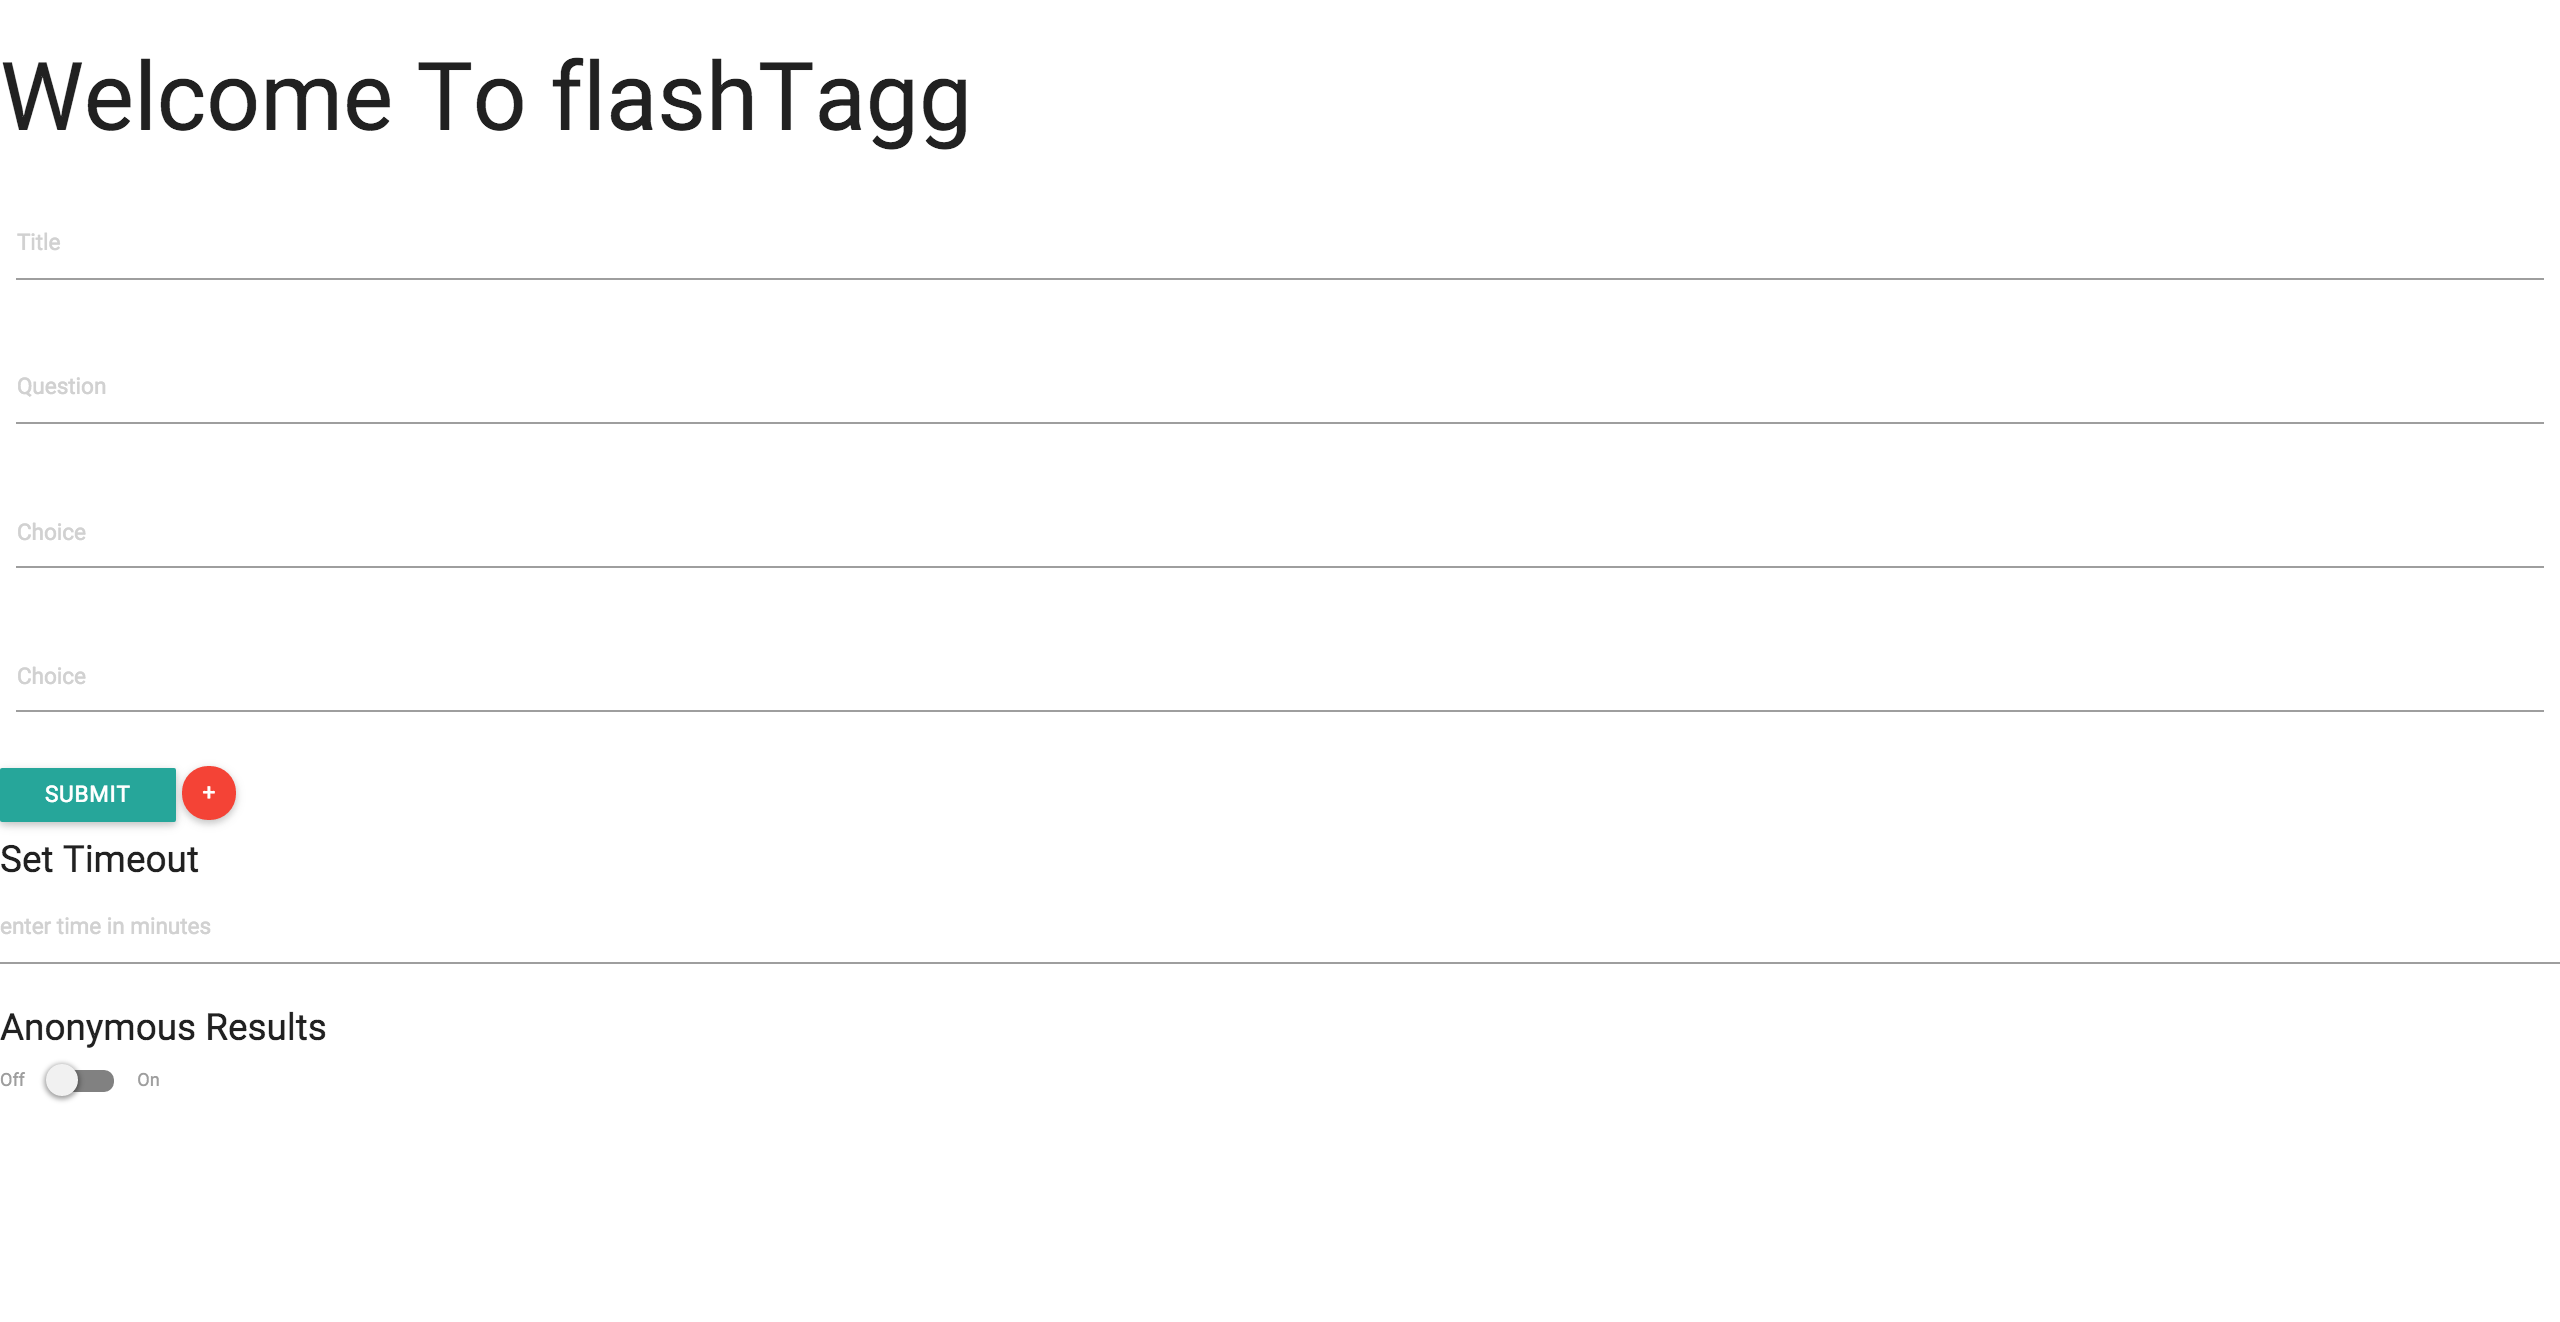 Welcome To flashTagg
Title
Question
Choice
Choice
SUBMIT +
Set Timeout
enter time in minutes
Anonymous Results
Off On